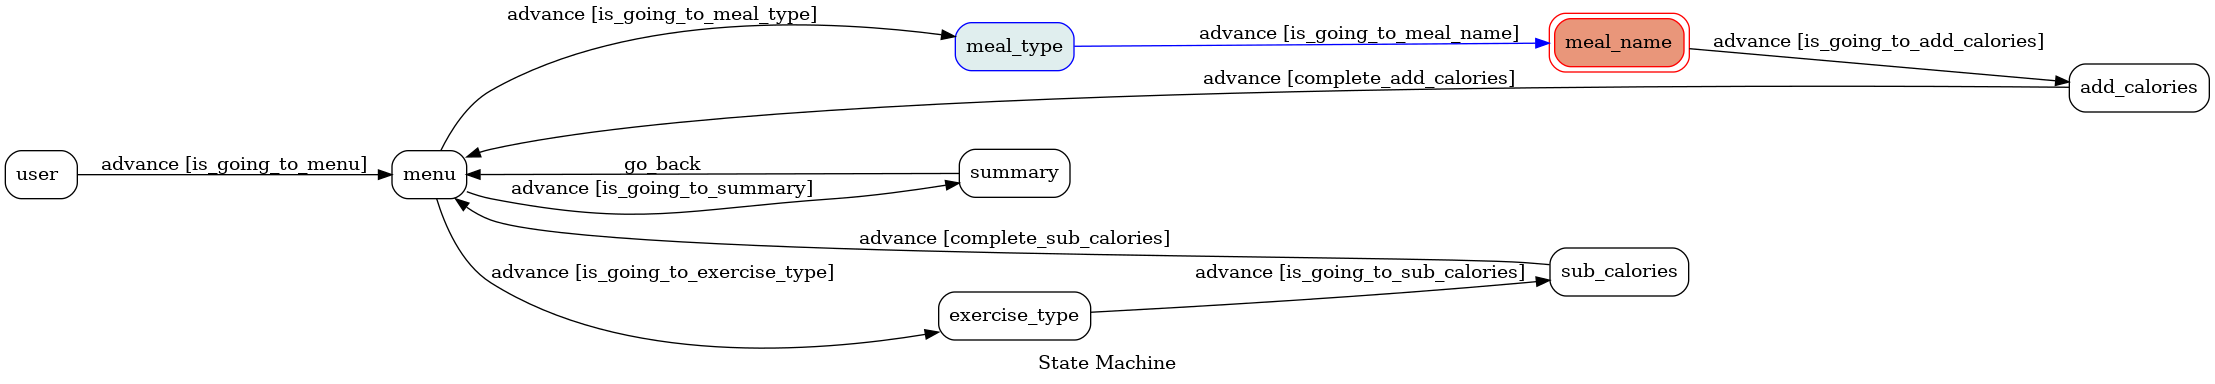 advance [is_going_to_meal_type]
meal_type
advance [is_going_to_meal_name]
meal_name
advance [is_going_to_add_calories]
advance [complete_add_calories]
add_calories
user
advance [is_going_to_menu]
menu
go_back
summary
advance [is_going_to_summary]
advance [complete_sub_calories]
advance [is_going_to_exercise_type]
advance [is_going_to_sub_calories]
sub_calories
exercise_type
State Machine